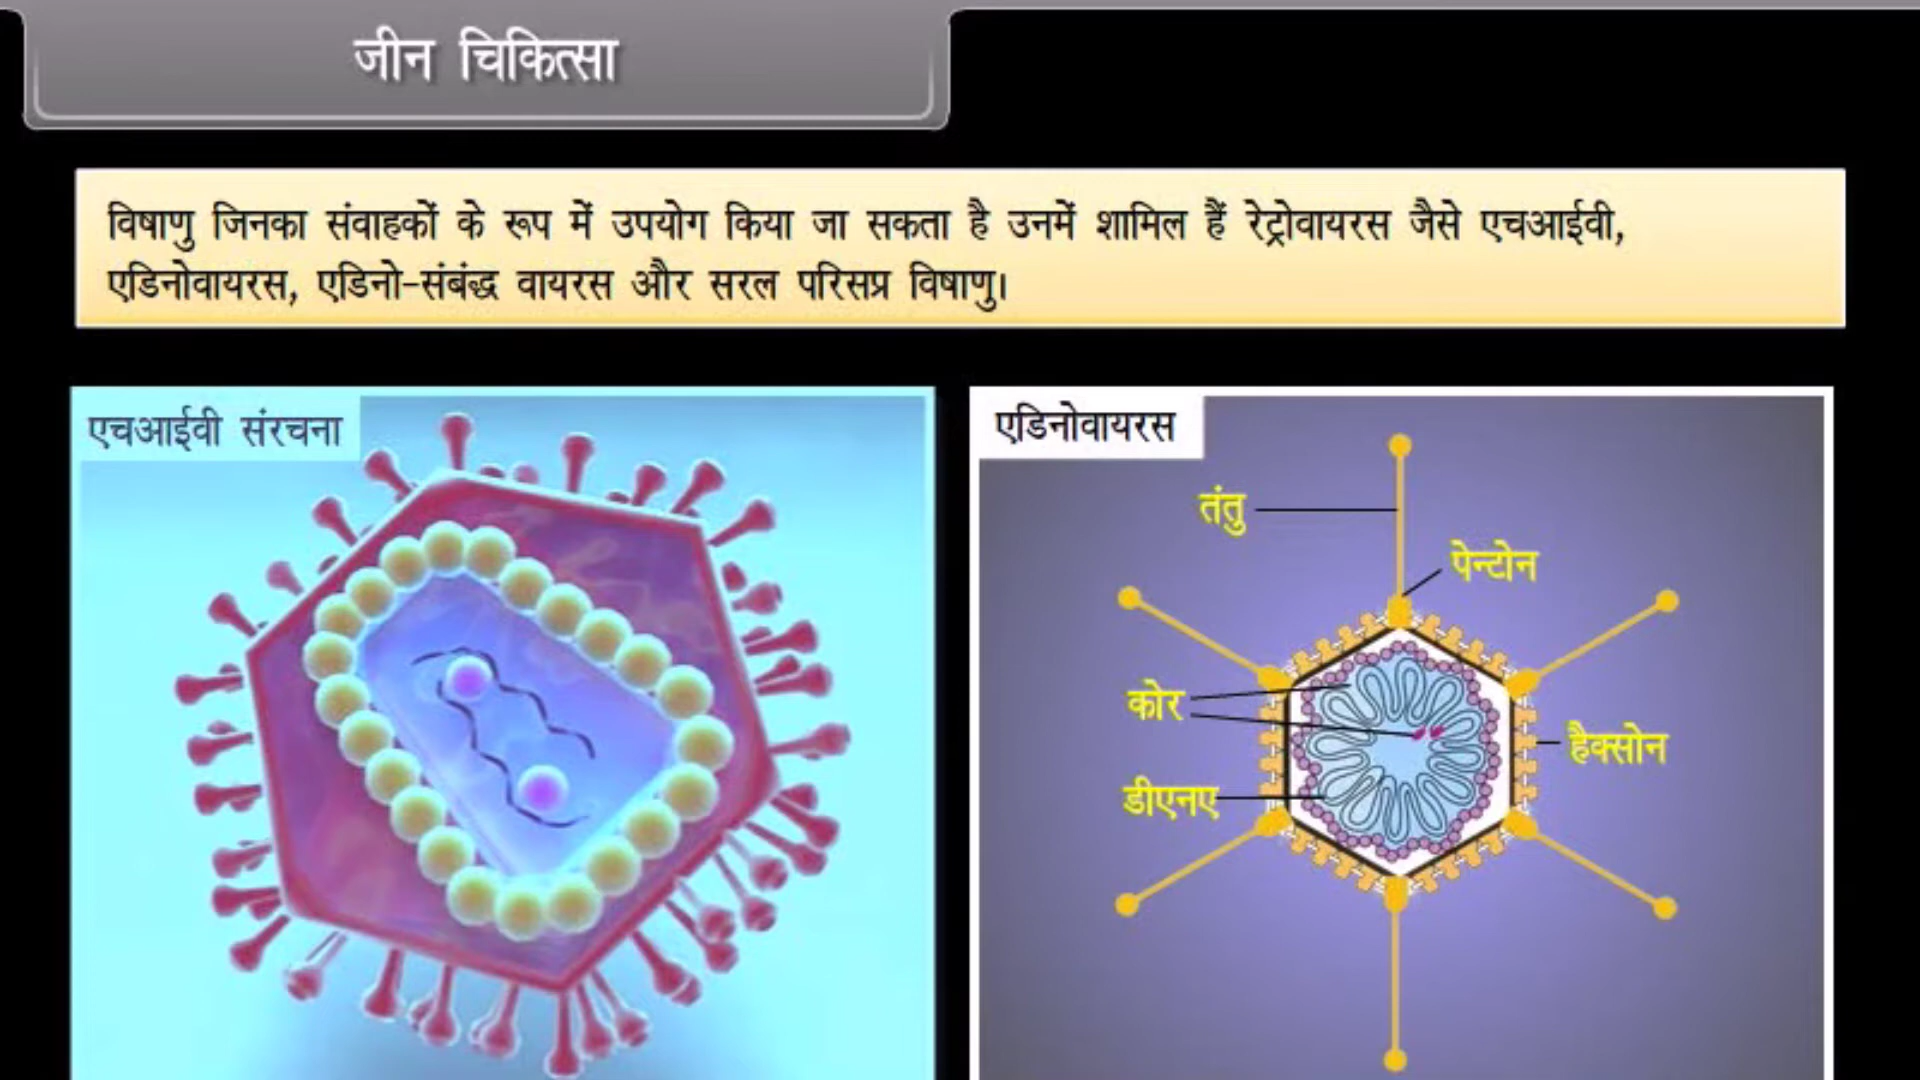 जीन चिकित्सा
विषाणु जिनका संवाहकों के रूप में उपयोग किया जा सकता है उनमें शामिल हैं रेट्रोवायरस जैसे एचआईवी,
एडिनोवायरस, एडिनो-संबंद्ध वायरस और सरल परिसप्र विषाणु।
एचआईवी संरचना
एडिनोवायरस
तंतु
पेन्टोन
कोर
हैक्सोन
डीएनए